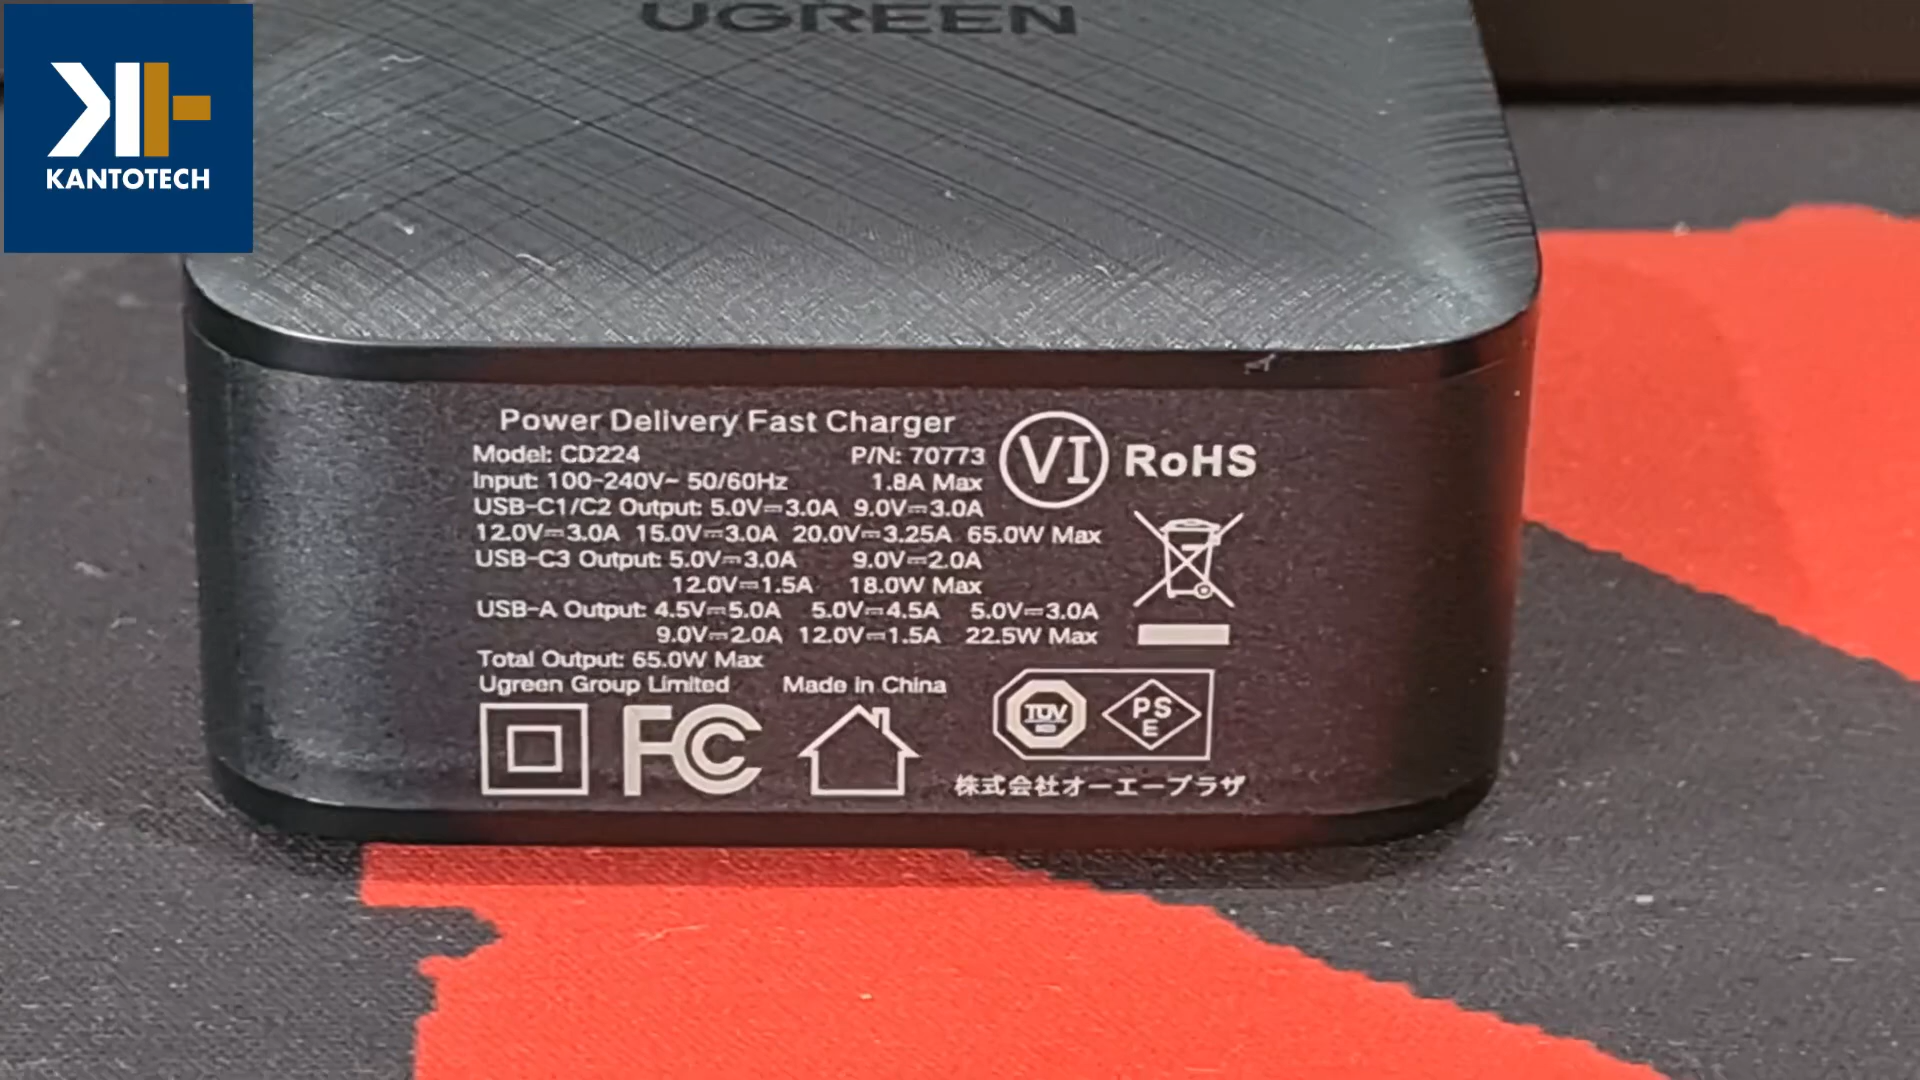 UGREEN
KANTOTECH
Power Delivery Fast Charger
Model: CD224 P/N: 70773
Input: 100-240V~ 50/60Hz 1.8A Max
VI RoHS
USB-C1/C2 Output: 5.0V⎓3.0A 9.0V⎓3.0A
12.0V⎓3.0A 15.0V⎓3.0A 20.0V⎓3.25A 65.0W Max
USB-C3 Output: 5.0V⎓3.0A 9.0V⎓2.0A
12.0V⎓1.5A 18.0W Max
USB-A Output: 4.5V⎓5.0A 5.0V⎓4.5A 5.0V⎓3.0A
9.0V⎓2.0A 12.0V⎓1.5A 22.5W Max
Total Output: 65.0W Max
Ugreen Group Limited Made in China
FC
TÜV
PS
E
株式会社オーエープラザ